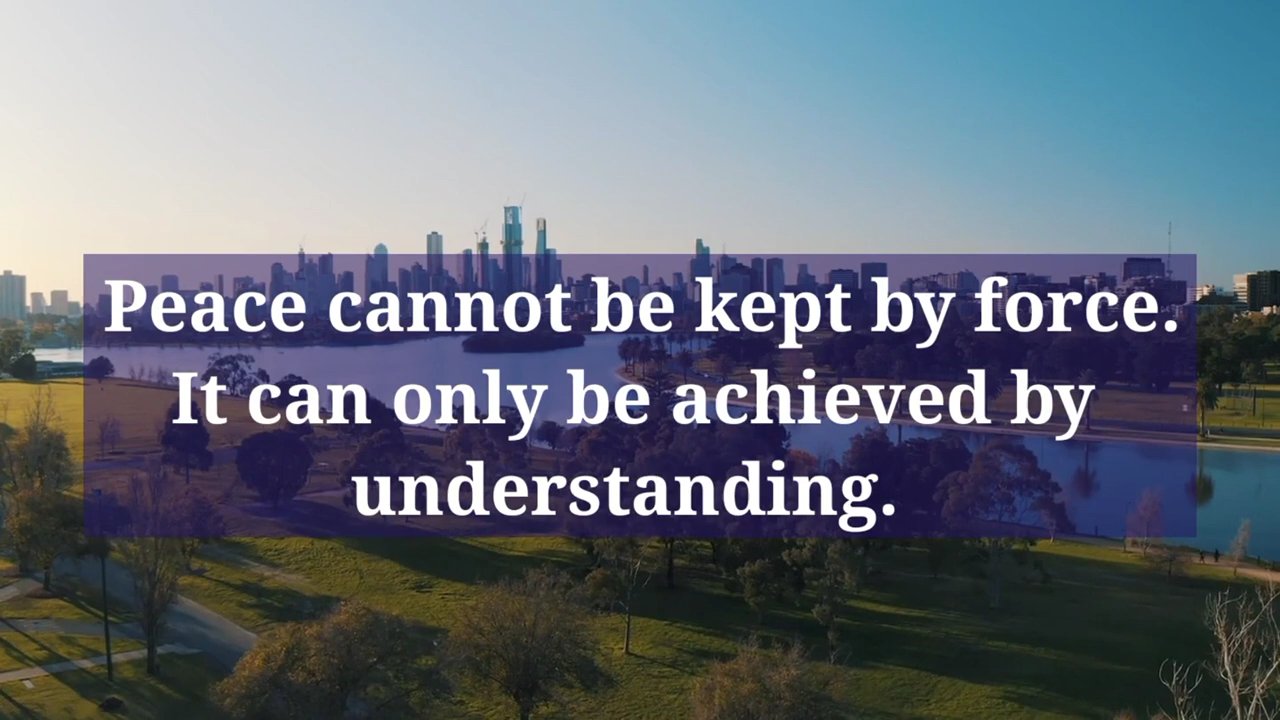 Peace cannot be kept by force.
It can only be achieved by
understanding.